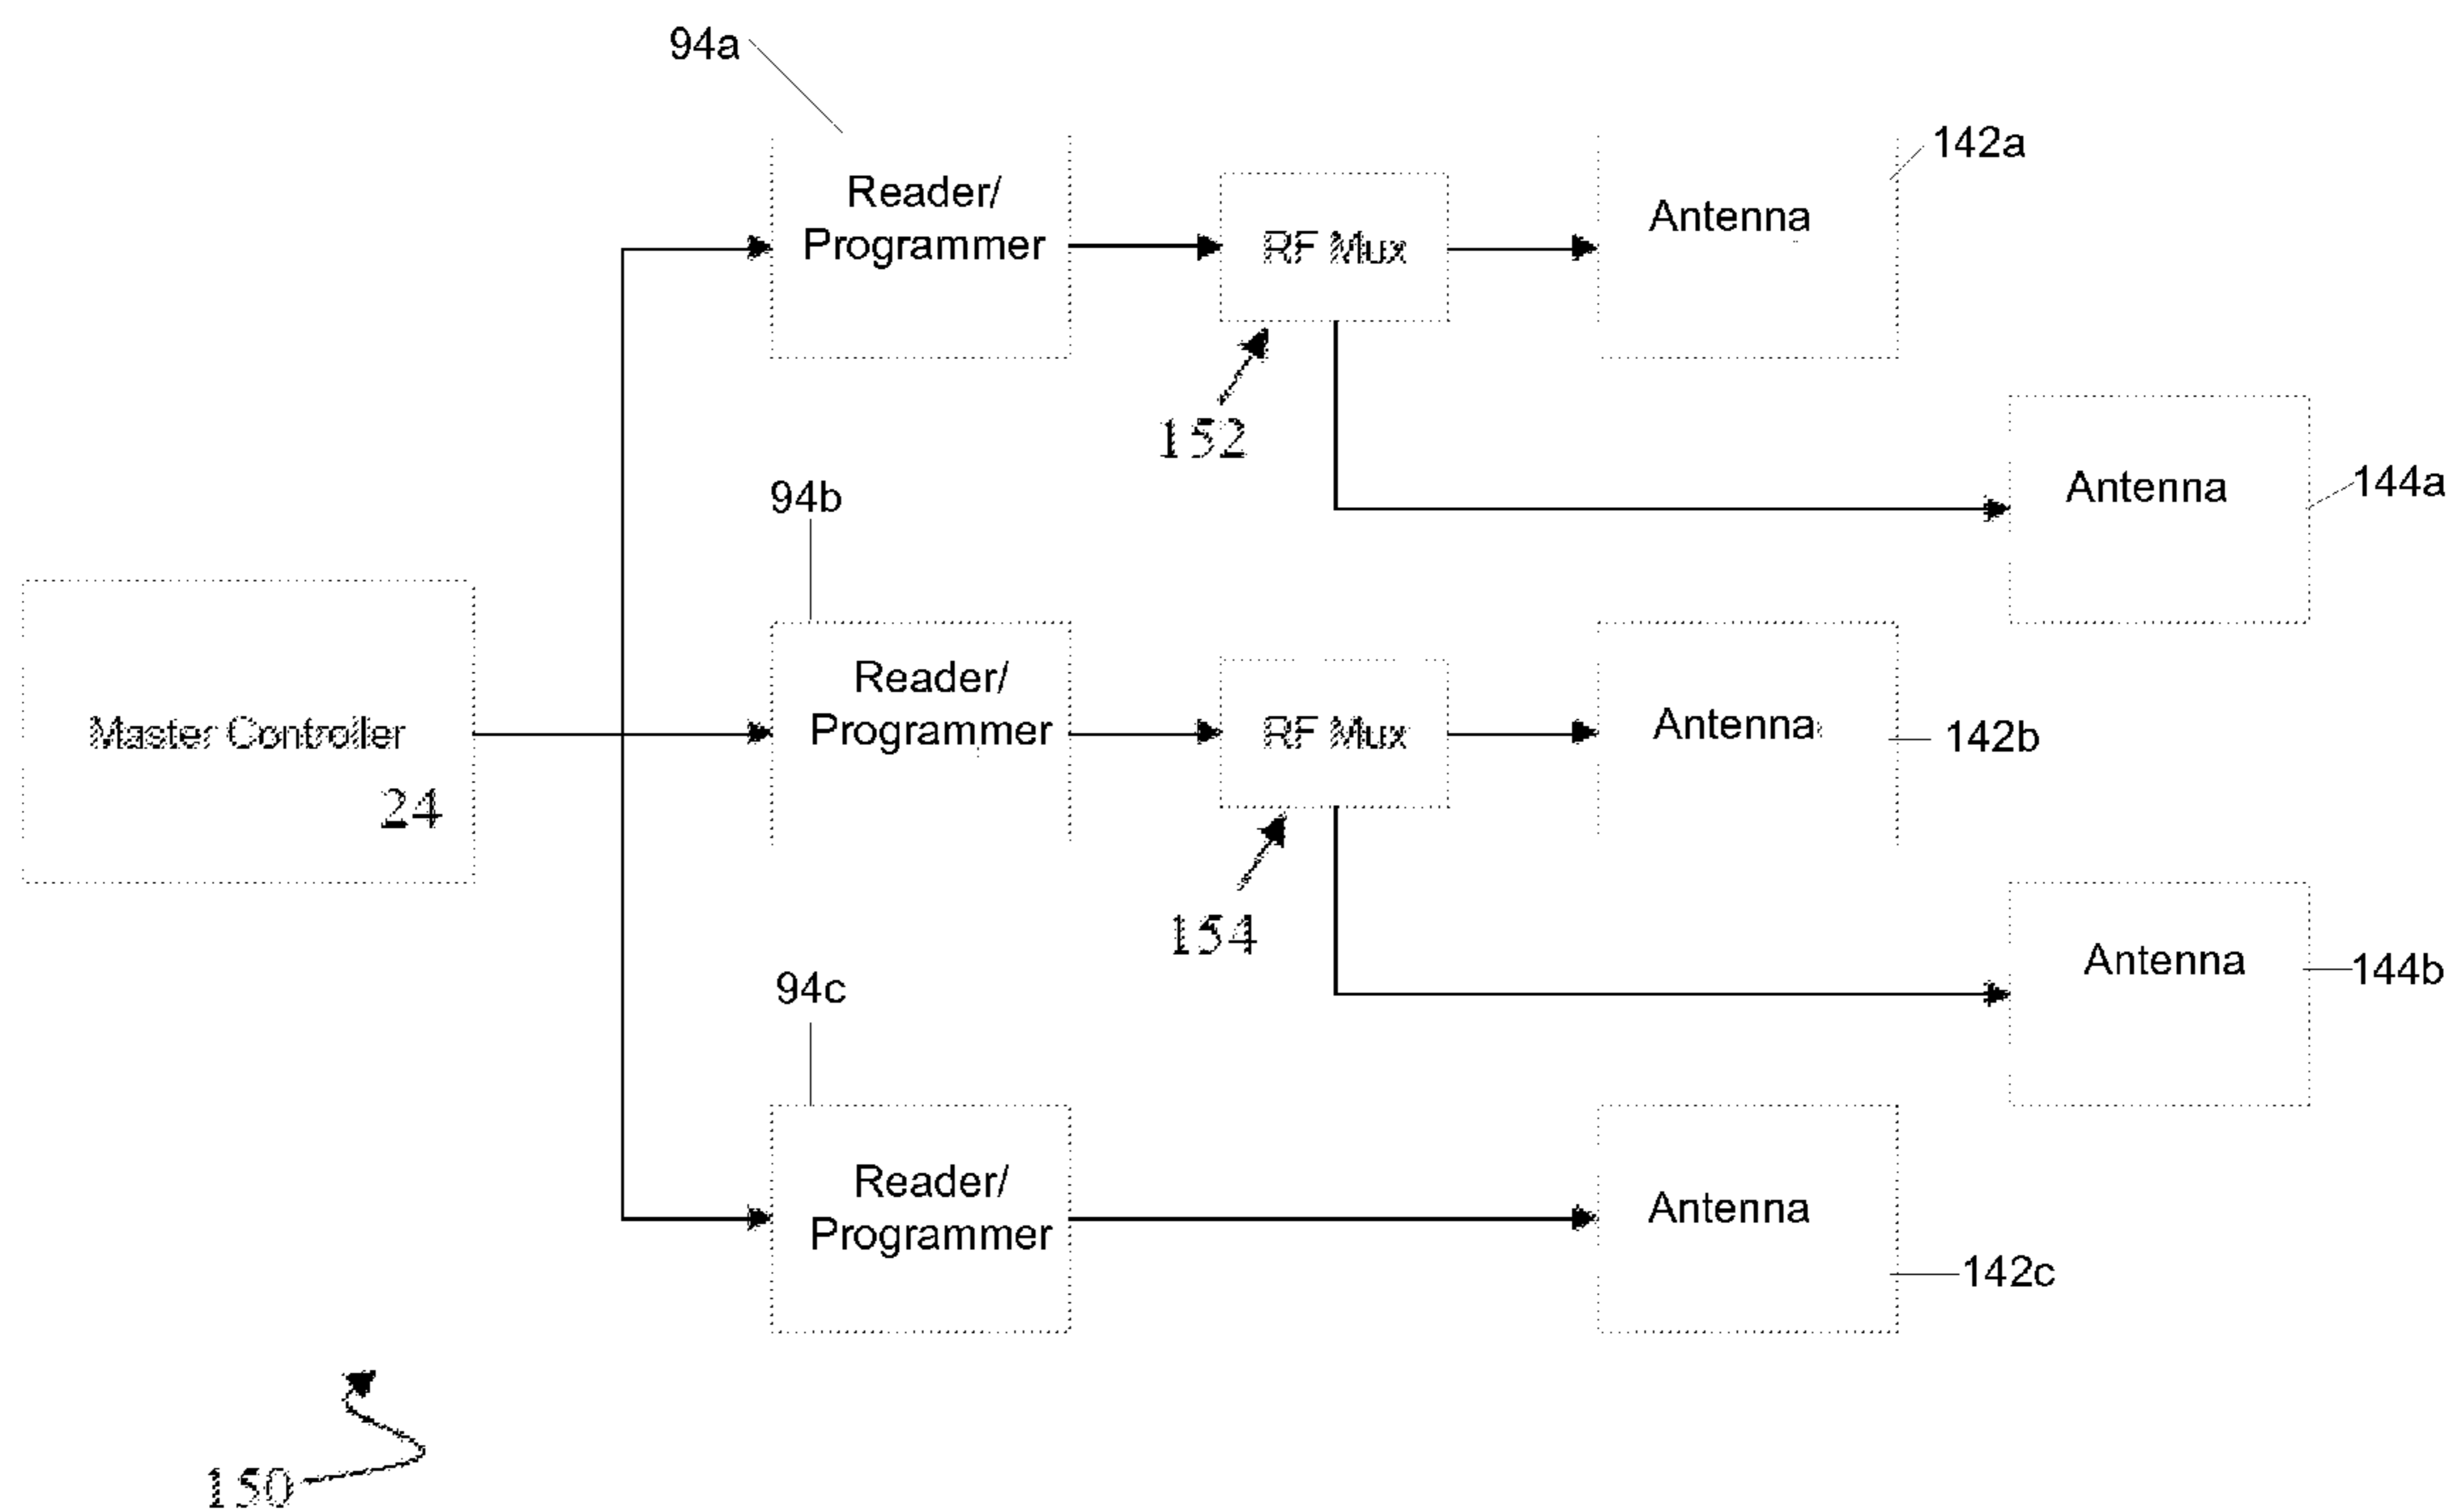 94a
142a
Reader/
Programmer
RF Mux
Antenna
152
144a
Antenna
94b
Reader/
Programmer
RF Mux
Antenna
142b
Master Controller
24
154
144b
Antenna
94c
Reader/
Programmer
Antenna
142c
150